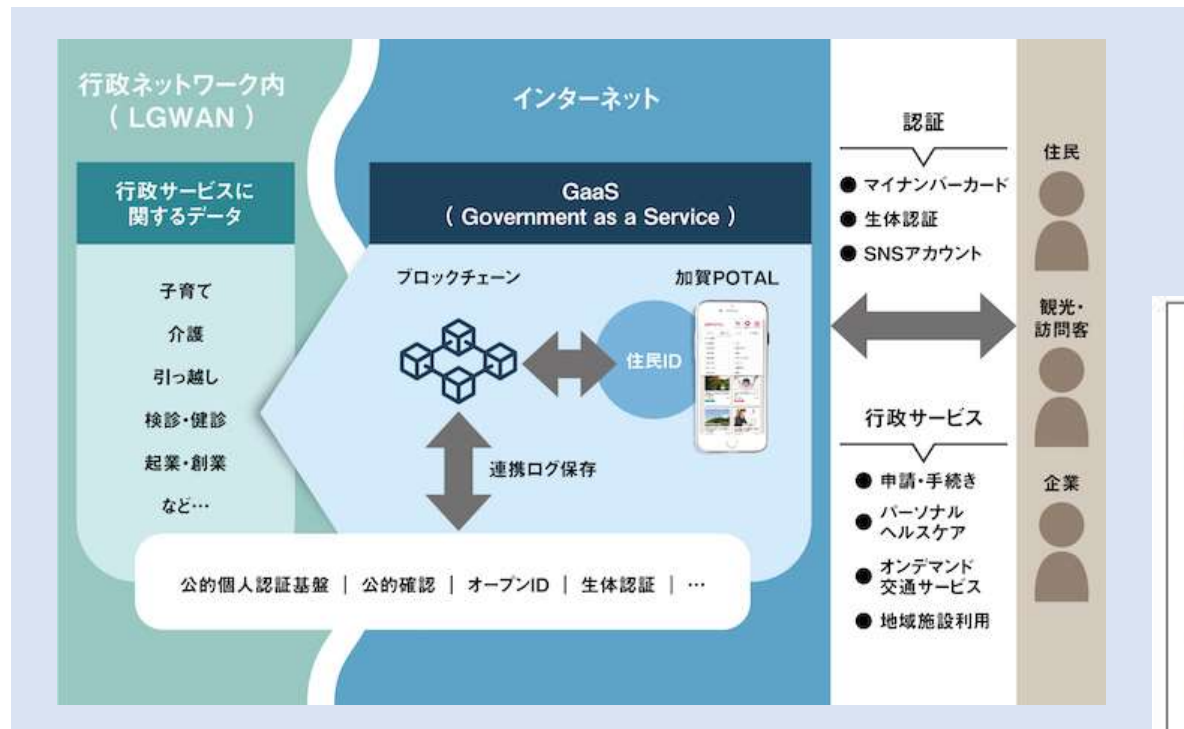 行政ネットワーク内
( LGWAN )
行政サービスに
関するデータ
子育て
介護
引っ越し
検診・健診
起業・創業
など…
インターネット
GaaS
( Government as a Service )
ブロックチェーン
加賀POTAL
住民ID
連携ログ保存
公的個人認証基盤 | 公的確認 | オープンID | 生体認証 | …
認証
● マイナンバーカード
● 生体認証
● SNSアカウント
行政サービス
● 申請・手続き
● パーソナル
ヘルスケア
● オンデマンド
交通サービス
● 地域施設利用
住民
観光・
訪問客
企業